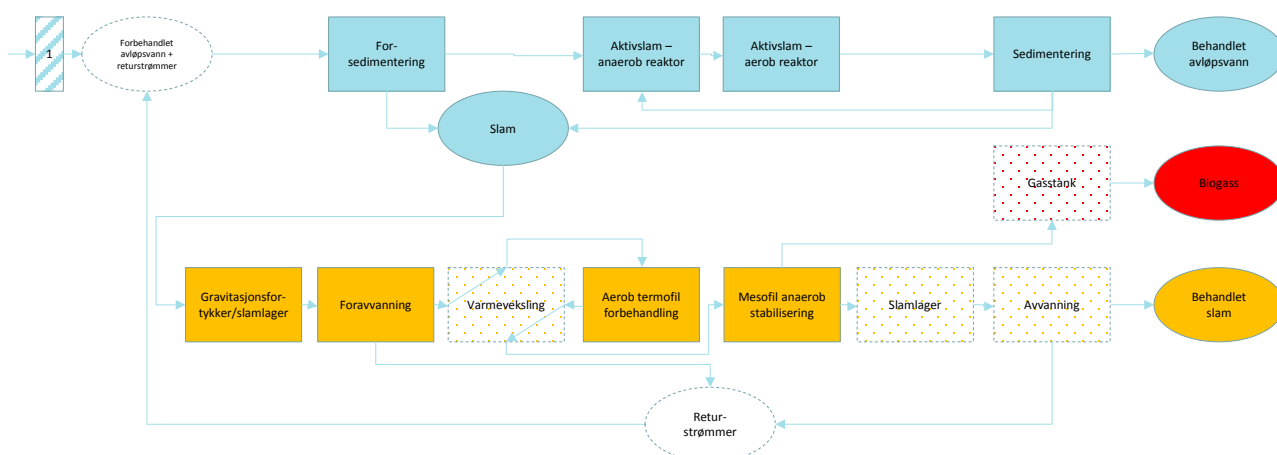 1
Forbehandlet
avløpsvann +
returstrømmer
For-
sedimentering
Aktivslam –
anaerob reaktor
Aktivslam –
aerob reaktor
Sedimentering
Behandlet
avløpsvann
Slam
Gasstank
Biogass
Gravitasjonsfor-
tykker/slamlager
Foravvanning
Varmeveksling
Aerob termofil
forbehandling
Mesofil anaerob
stabilisering
Slamlager
Avvanning
Behandlet
slam
Retur-
strømmer